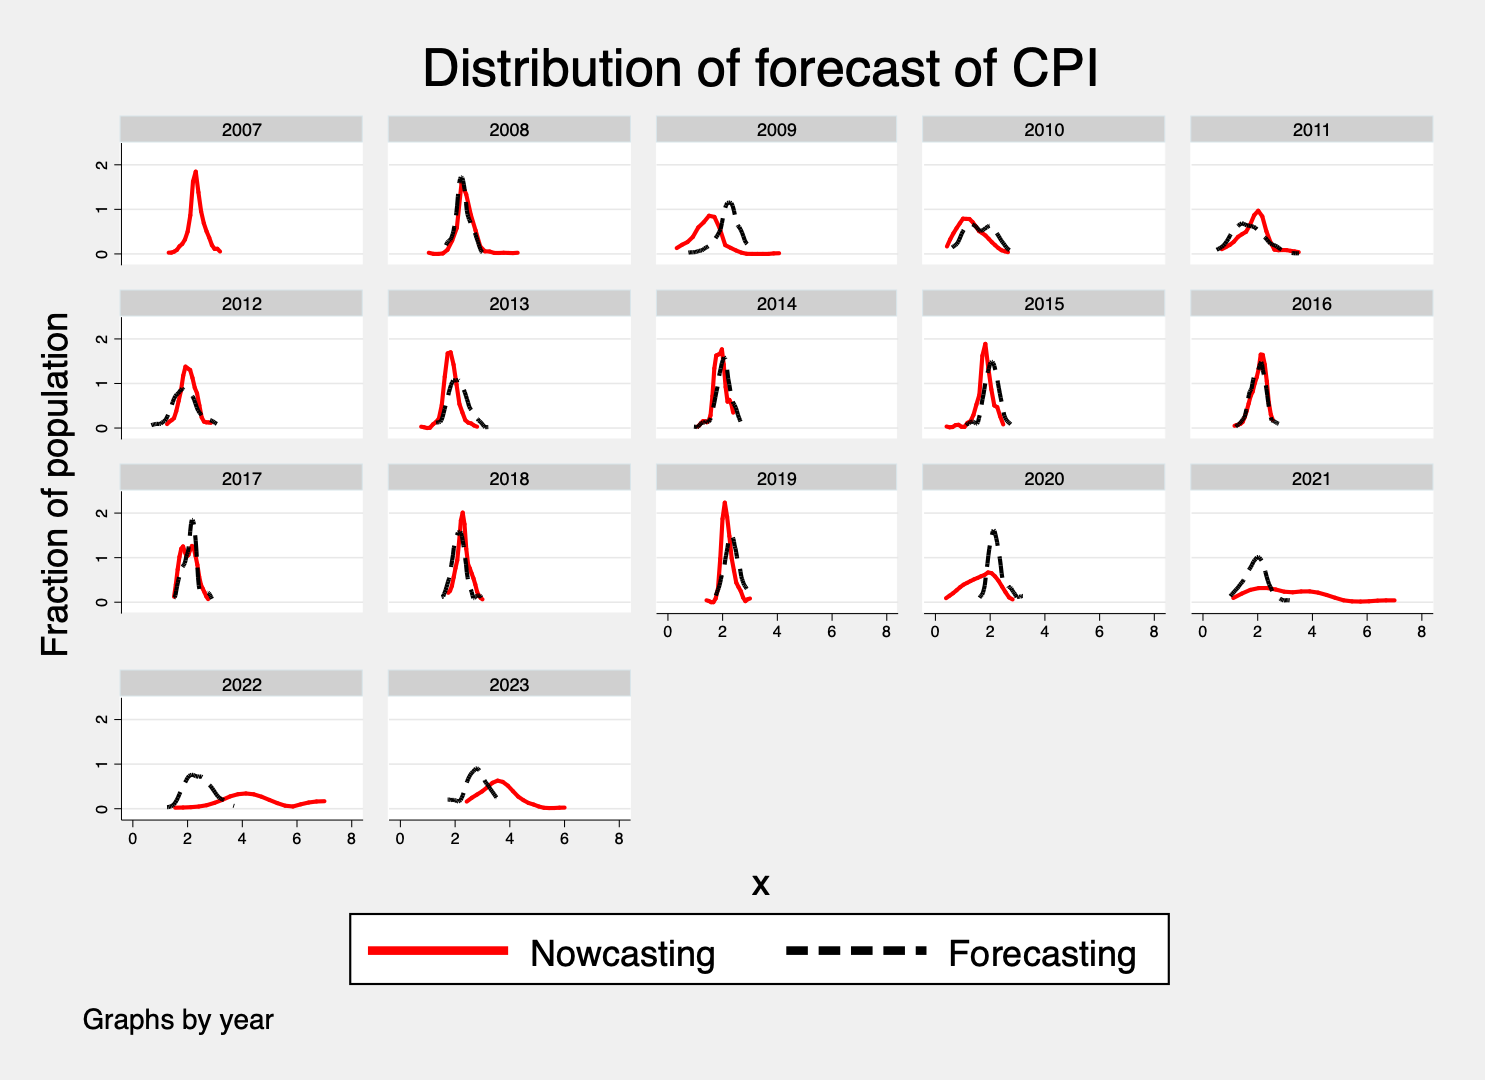 Distribution of forecast of CPI
Fraction of population
2007 2008 2009 2010 2011
2
1
0
2012 2013 2014 2015 2016
2
1
0
2017 2018 2019 2020 2021
2
1
0
0 2 4 6 8 0 2 4 6 8 0 2 4 6 8
2022 2023
2
1
0
0 2 4 6 8 0 2 4 6 8
x
Nowcasting Forecasting
Graphs by year